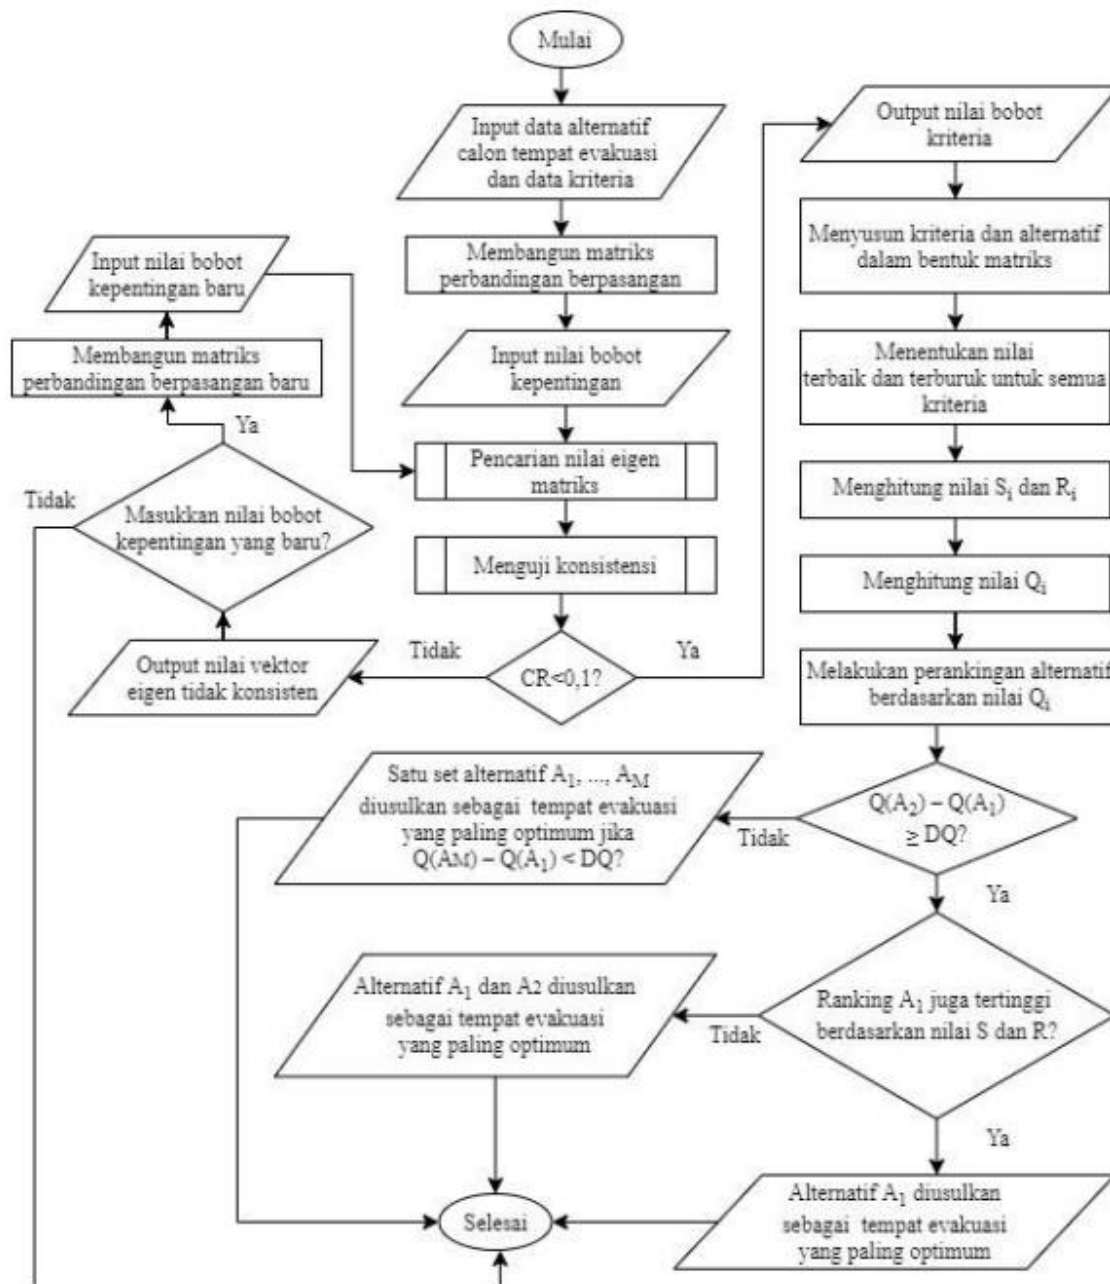 Mulai
Input data alternatif
calon tempat evakuasi
dan data kriteria
Membangun matriks
perbandingan berpasangan
Input nilai bobot
kepentingan
Pencarian nilai eigen
matriks
Menguji konsistensi
CR<0,1?
Tidak
Ya
Output nilai vektor
eigen tidak konsisten
Masukkan nilai bobot
kepentingan yang baru?
Tidak
Ya
Membangun matriks
perbandingan berpasangan baru
Input nilai bobot
kepentingan baru
Output nilai bobot
kriteria
Menyusun kriteria dan alternatif
dalam bentuk matriks
Menentukan nilai
terbaik dan terburuk untuk semua
kriteria
Menghitung nilai Sᵢ dan Rᵢ
Menghitung nilai Qᵢ
Melakukan perankingan alternatif
berdasarkan nilai Qᵢ
Q(A₂) – Q(A₁)
≥ DQ?
Tidak
Ya
Satu set alternatif A₁, ..., A_M
diusulkan sebagai tempat evakuasi
yang paling optimum jika
Q(AM) – Q(A₁) < DQ?
Ranking A₁ juga tertinggi
berdasarkan nilai S dan R?
Tidak
Ya
Alternatif A₁ dan A2 diusulkan
sebagai tempat evakuasi
yang paling optimum
Alternatif A₁ diusulkan
sebagai tempat evakuasi
yang paling optimum
Selesai